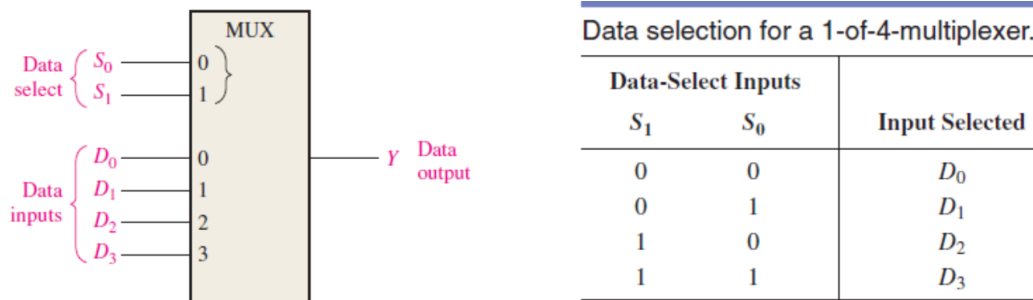 MUX
Data
select
S₀
S₁
0
1
Data
inputs
D₀
D₁
D₂
D₃
0
1
2
3
Y
Data
output
Data selection for a 1-of-4-multiplexer.
Data-Select Inputs
S₁ S₀ Input Selected
0 0 D₀
0 1 D₁
1 0 D₂
1 1 D₃